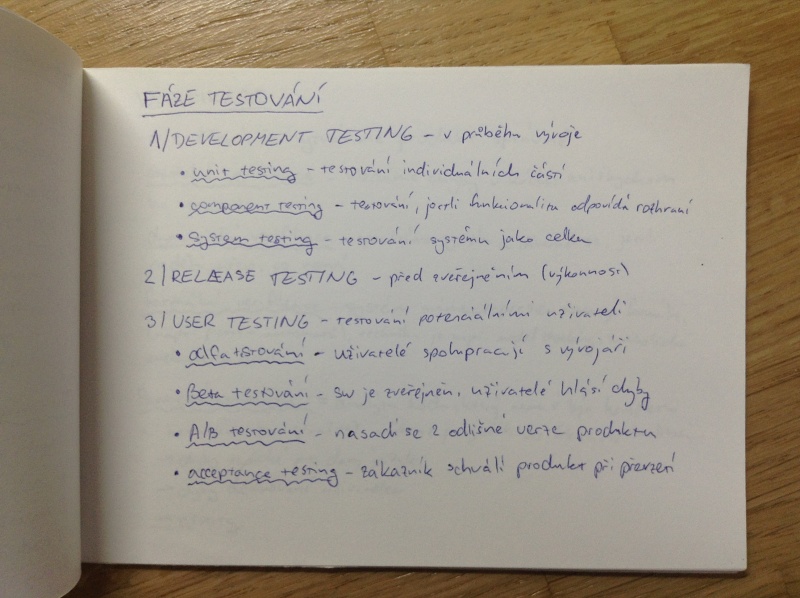 FÁZE TESTOVÁNÍ
1/ DEVELOPMENT TESTING – v průběhu vývoje
• unit testing – testování individuálních částí
• component testing – testování, jestli funkcionalita odpovídá rozhraní
• System testing – testování systému jako celku
2/ RELEASE TESTING – před zveřejněním (výkonnost)
3/ USER TESTING – testování potenciálními uživateli
• alfa testování – uživatelé spolupracují s vývojáři
• Beta testování – sw je zveřejněn, uživatelé hlásí chyby
• A/B testování – nasadí se 2 odlišné verze produktu
• acceptance testing – zákazník schválí produkt při převzetí